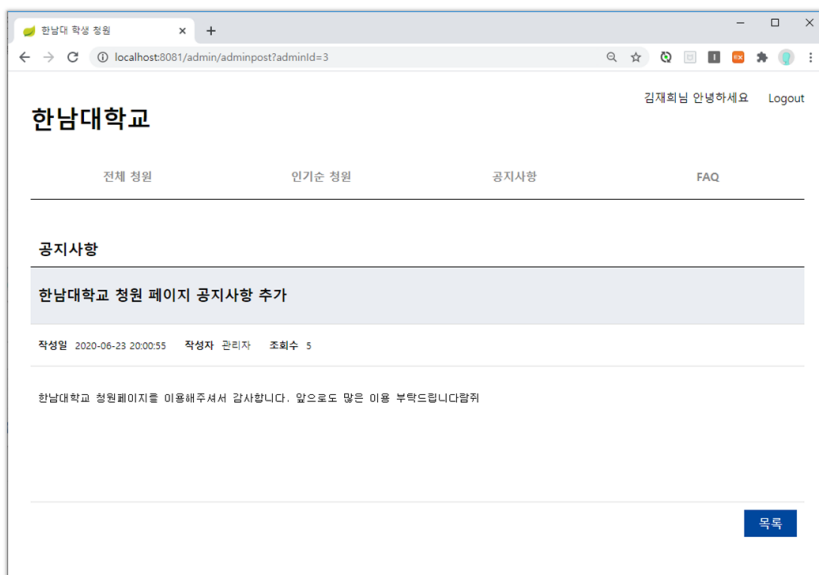 한남대 학생 청원
localhost:8081/admin/adminpost?adminId=3
김재희님 안녕하세요 Logout
한남대학교
전체 청원 인기순 청원 공지사항 FAQ
공지사항
한남대학교 청원 페이지 공지사항 추가
작성일 2020-06-23 20:00:55 작성자 관리자 조회수 5
한남대학교 청원페이지를 이용해주셔서 감사합니다. 앞으로도 많은 이용 부탁드립니다람쥐
목록